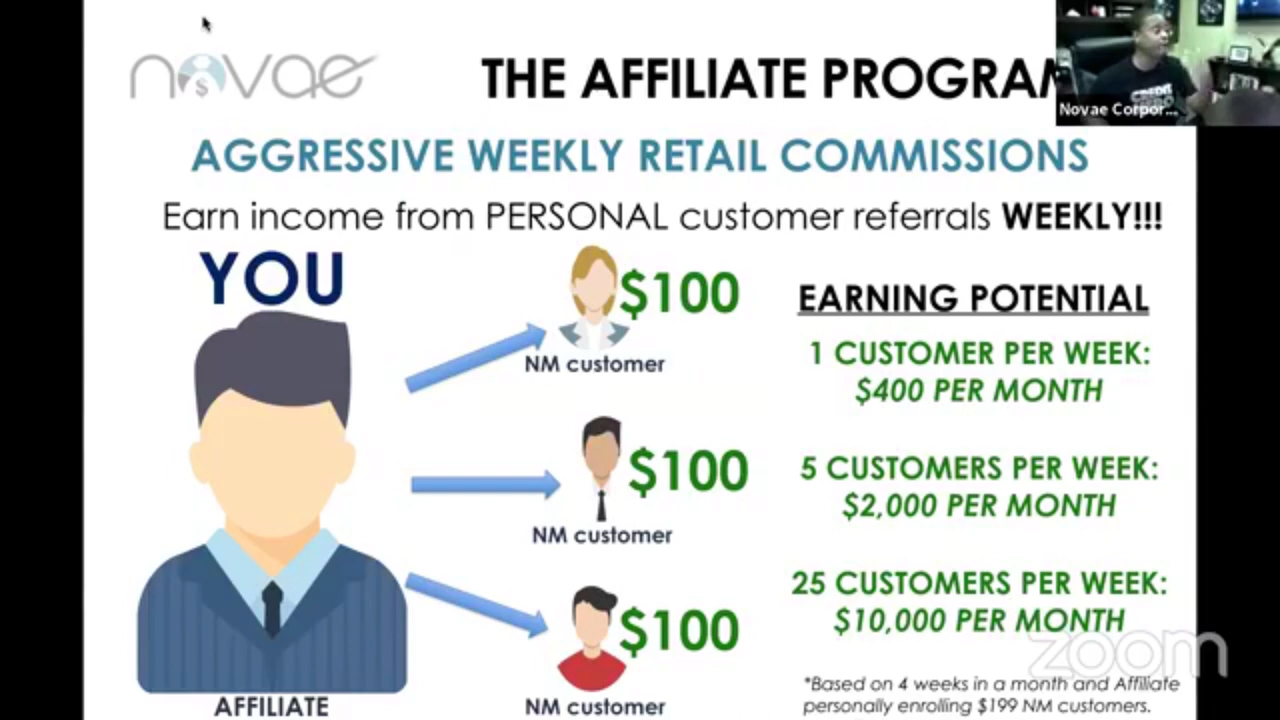 novae
THE AFFILIATE PROGRAM
Novae Corpor...
AGGRESSIVE WEEKLY RETAIL COMMISSIONS
Earn income from PERSONAL customer referrals WEEKLY!!!
YOU
$100
NM customer
$100
NM customer
$100
NM customer
AFFILIATE
EARNING POTENTIAL
1 CUSTOMER PER WEEK:
$400 PER MONTH
5 CUSTOMERS PER WEEK:
$2,000 PER MONTH
25 CUSTOMERS PER WEEK:
$10,000 PER MONTH
zoom
*Based on 4 weeks in a month and Affiliate
personally enrolling $199 NM customers.